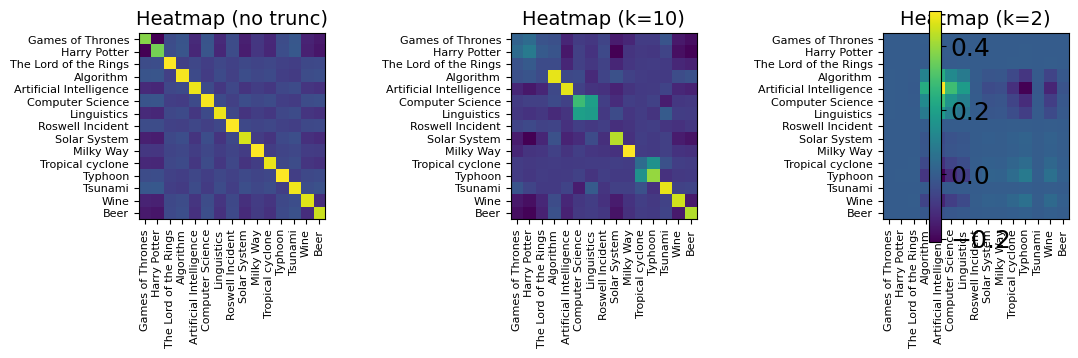 Heatmap (no trunc)
Games of Thrones
Harry Potter
The Lord of the Rings
Algorithm
Artificial Intelligence
Computer Science
Linguistics
Roswell Incident
Solar System
Milky Way
Tropical cyclone
Typhoon
Tsunami
Wine
Beer
Games of Thrones
Harry Potter
The Lord of the Rings
Algorithm
Artificial Intelligence
Computer Science
Linguistics
Roswell Incident
Solar System
Milky Way
Tropical cyclone
Typhoon
Tsunami
Wine
Beer
Heatmap (k=10)
Games of Thrones
Harry Potter
The Lord of the Rings
Algorithm
Artificial Intelligence
Computer Science
Linguistics
Roswell Incident
Solar System
Milky Way
Tropical cyclone
Typhoon
Tsunami
Wine
Beer
Games of Thrones
Harry Potter
The Lord of the Rings
Algorithm
Artificial Intelligence
Computer Science
Linguistics
Roswell Incident
Solar System
Milky Way
Tropical cyclone
Typhoon
Tsunami
Wine
Beer
Heatmap (k=2)
Games of Thrones
Harry Potter
The Lord of the Rings
Algorithm
Artificial Intelligence
Computer Science
Linguistics
Roswell Incident
Solar System
Milky Way
Tropical cyclone
Typhoon
Tsunami
Wine
Beer
Games of Thrones
Harry Potter
The Lord of the Rings
Algorithm
Artificial Intelligence
Computer Science
Linguistics
Roswell Incident
Solar System
Milky Way
Tropical cyclone
Typhoon
Tsunami
Wine
Beer
0.4
0.2
0.0
−0.2